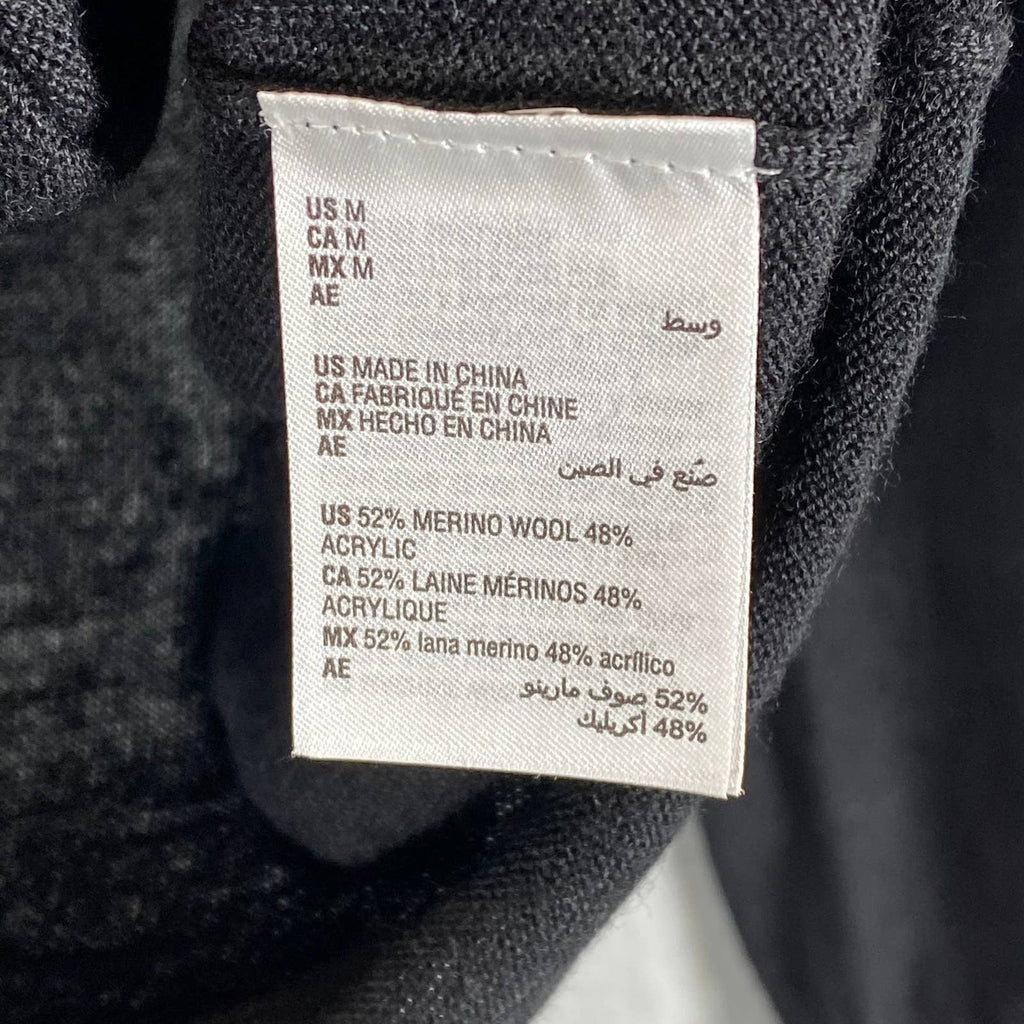 US M
CA M
MX M
AE
وسط
US MADE IN CHINA
CA FABRIQUÉ EN CHINE
MX HECHO EN CHINA
AE
صُنع في الصين
US 52% MERINO WOOL 48%
ACRYLIC
CA 52% LAINE MÉRINOS 48%
ACRYLIQUE
MX 52% lana merino 48% acrílico
AE
52% صوف مارينو
48% أكريليك